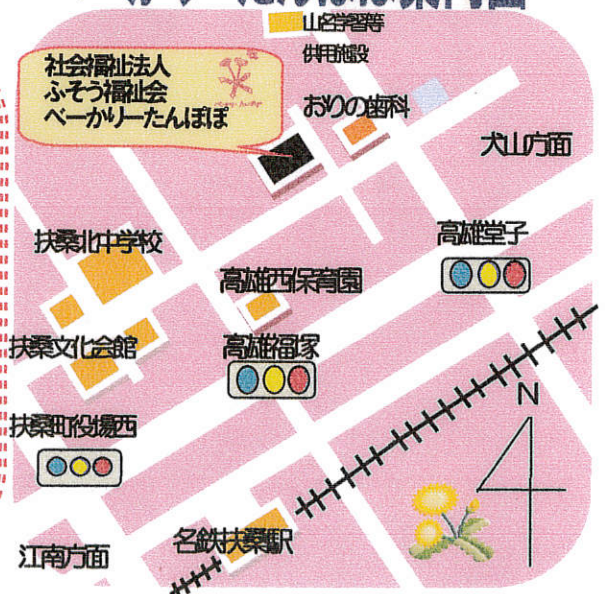 山名学習等
供用施設
社会福祉法人
ふそう福祉会
べーかりーたんぽぽ
おりの歯科
犬山方面
扶桑北中学校
高雄堂子
高雄西保育園
扶桑文化会館
高雄福塚
扶桑町役場西
N
名鉄扶桑駅
江南方面